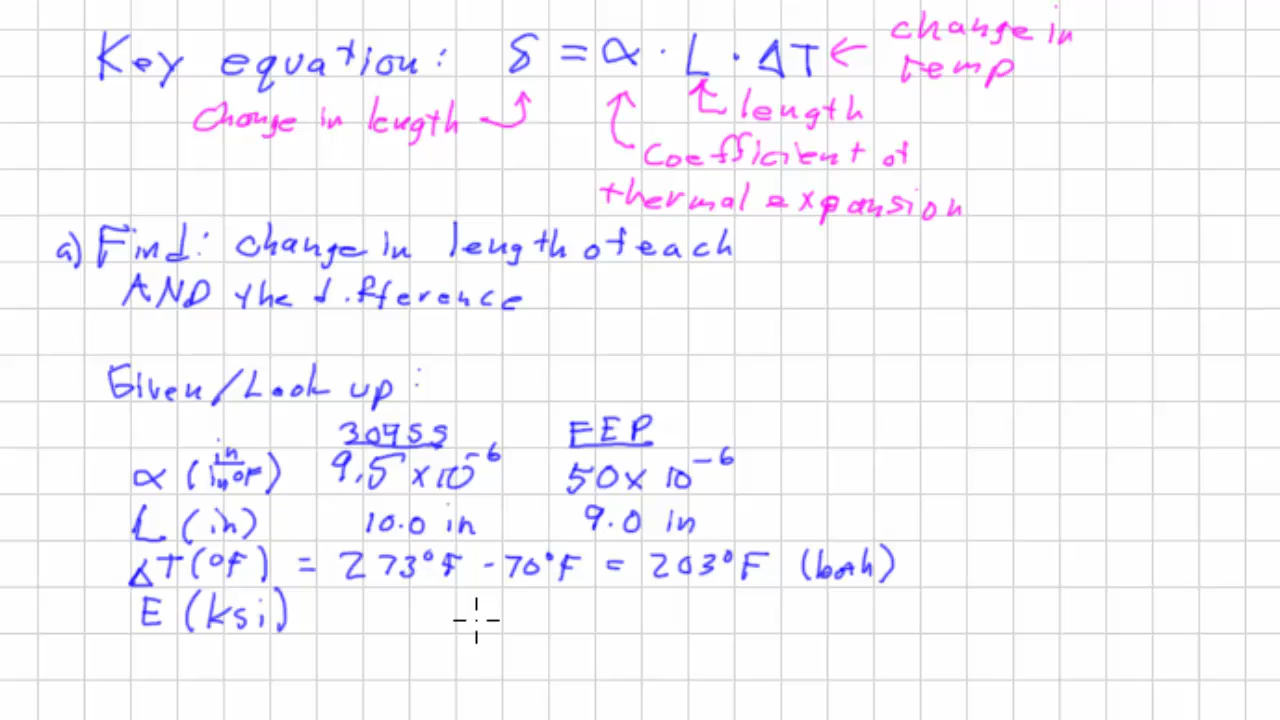 Key equation: δ = α · L · ΔT ← change in temp
change in length
length
coefficient of
thermal expansion
a) Find: change in length of each
AND the difference
Given/Look up:
304SS FEP
α (in/in°F) 9.5 x 10⁻⁶ 50 x 10⁻⁶
L (in) 10.0 in 9.0 in
ΔT (°F) = 273°F - 70°F = 203°F (both)
E (ksi)